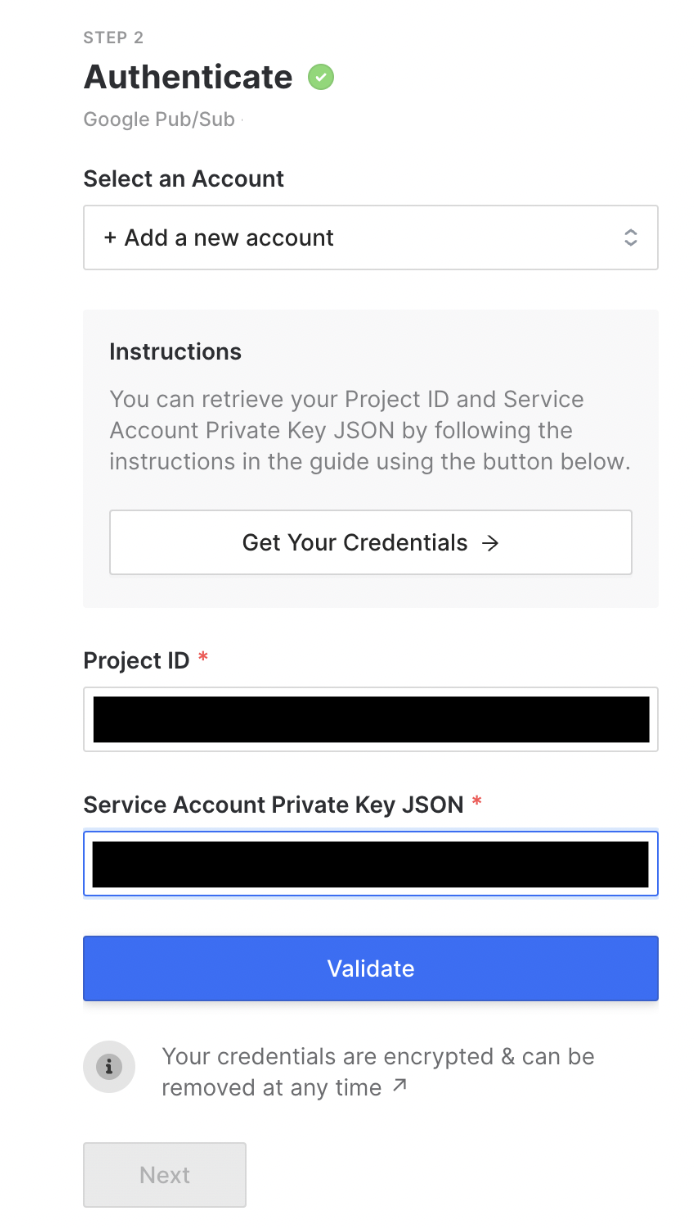 STEP 2
Authenticate
Google Pub/Sub
Select an Account
+ Add a new account
Instructions
You can retrieve your Project ID and Service
Account Private Key JSON by following the
instructions in the guide using the button below.
Get Your Credentials →
Project ID *
Service Account Private Key JSON *
Validate
Your credentials are encrypted & can be
removed at any time ↗
Next